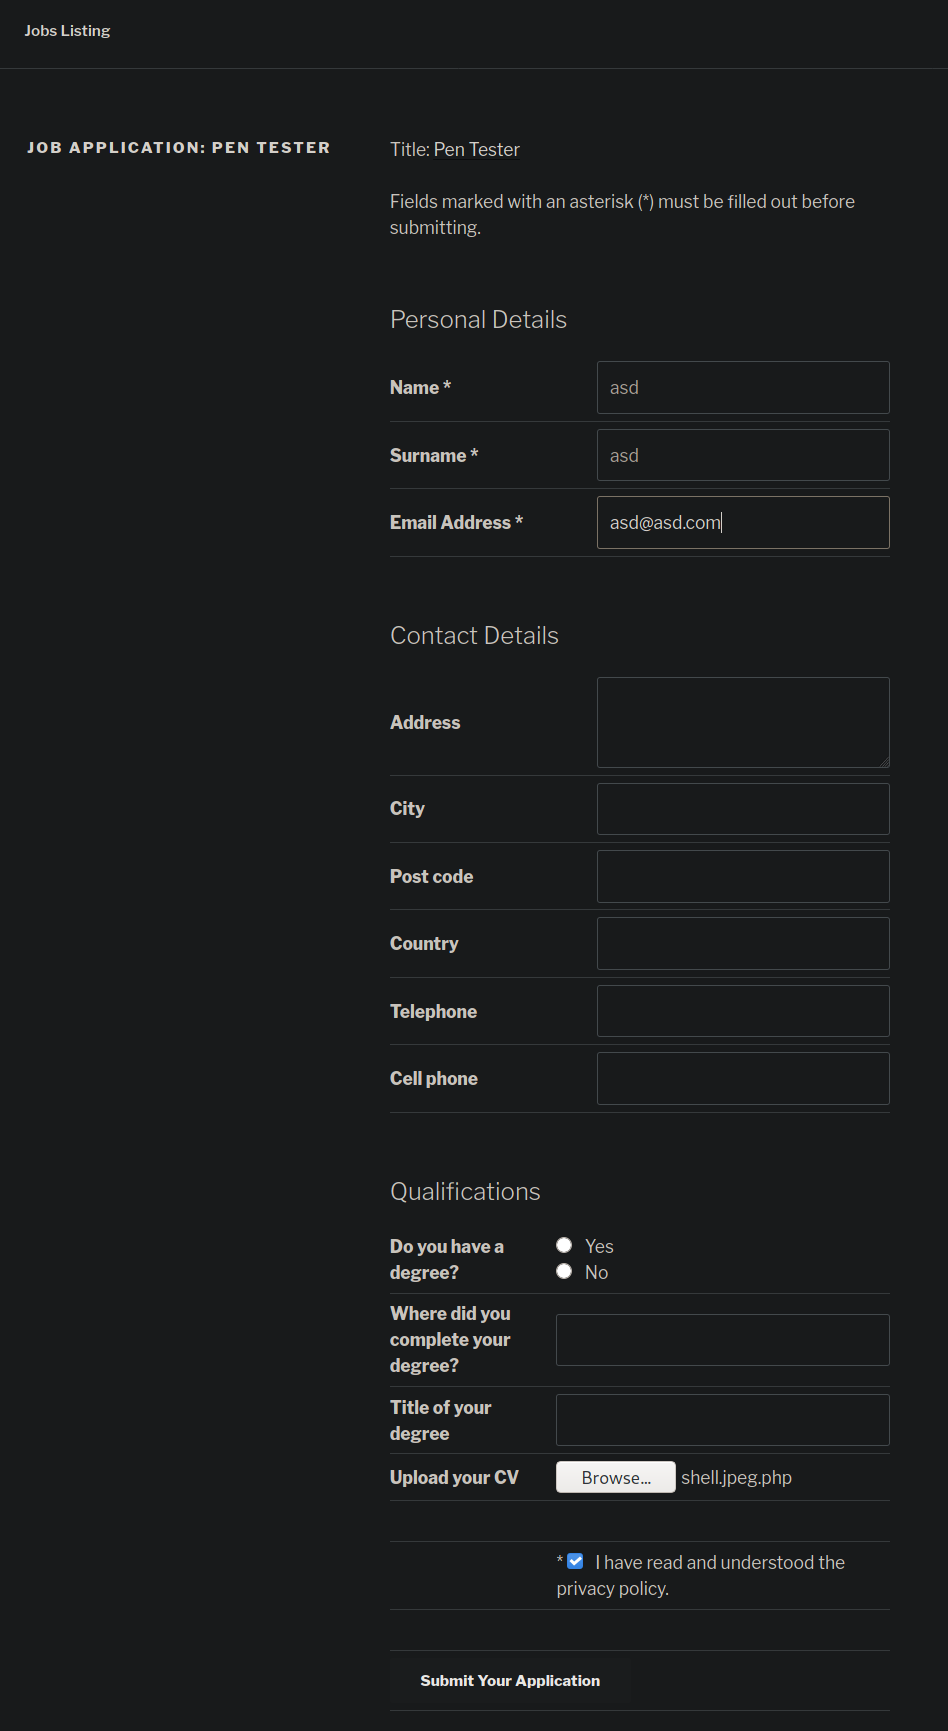 Jobs Listing
JOB APPLICATION: PEN TESTER
Title: Pen Tester
Fields marked with an asterisk (*) must be filled out before
submitting.
Personal Details
Name * asd
Surname * asd
Email Address * asd@asd.com
Contact Details
Address
City
Post code
Country
Telephone
Cell phone
Qualifications
Do you have a
degree?
Yes
No
Where did you
complete your
degree?
Title of your
degree
Upload your CV Browse... shell.jpeg.php
* I have read and understood the
privacy policy.
Submit Your Application